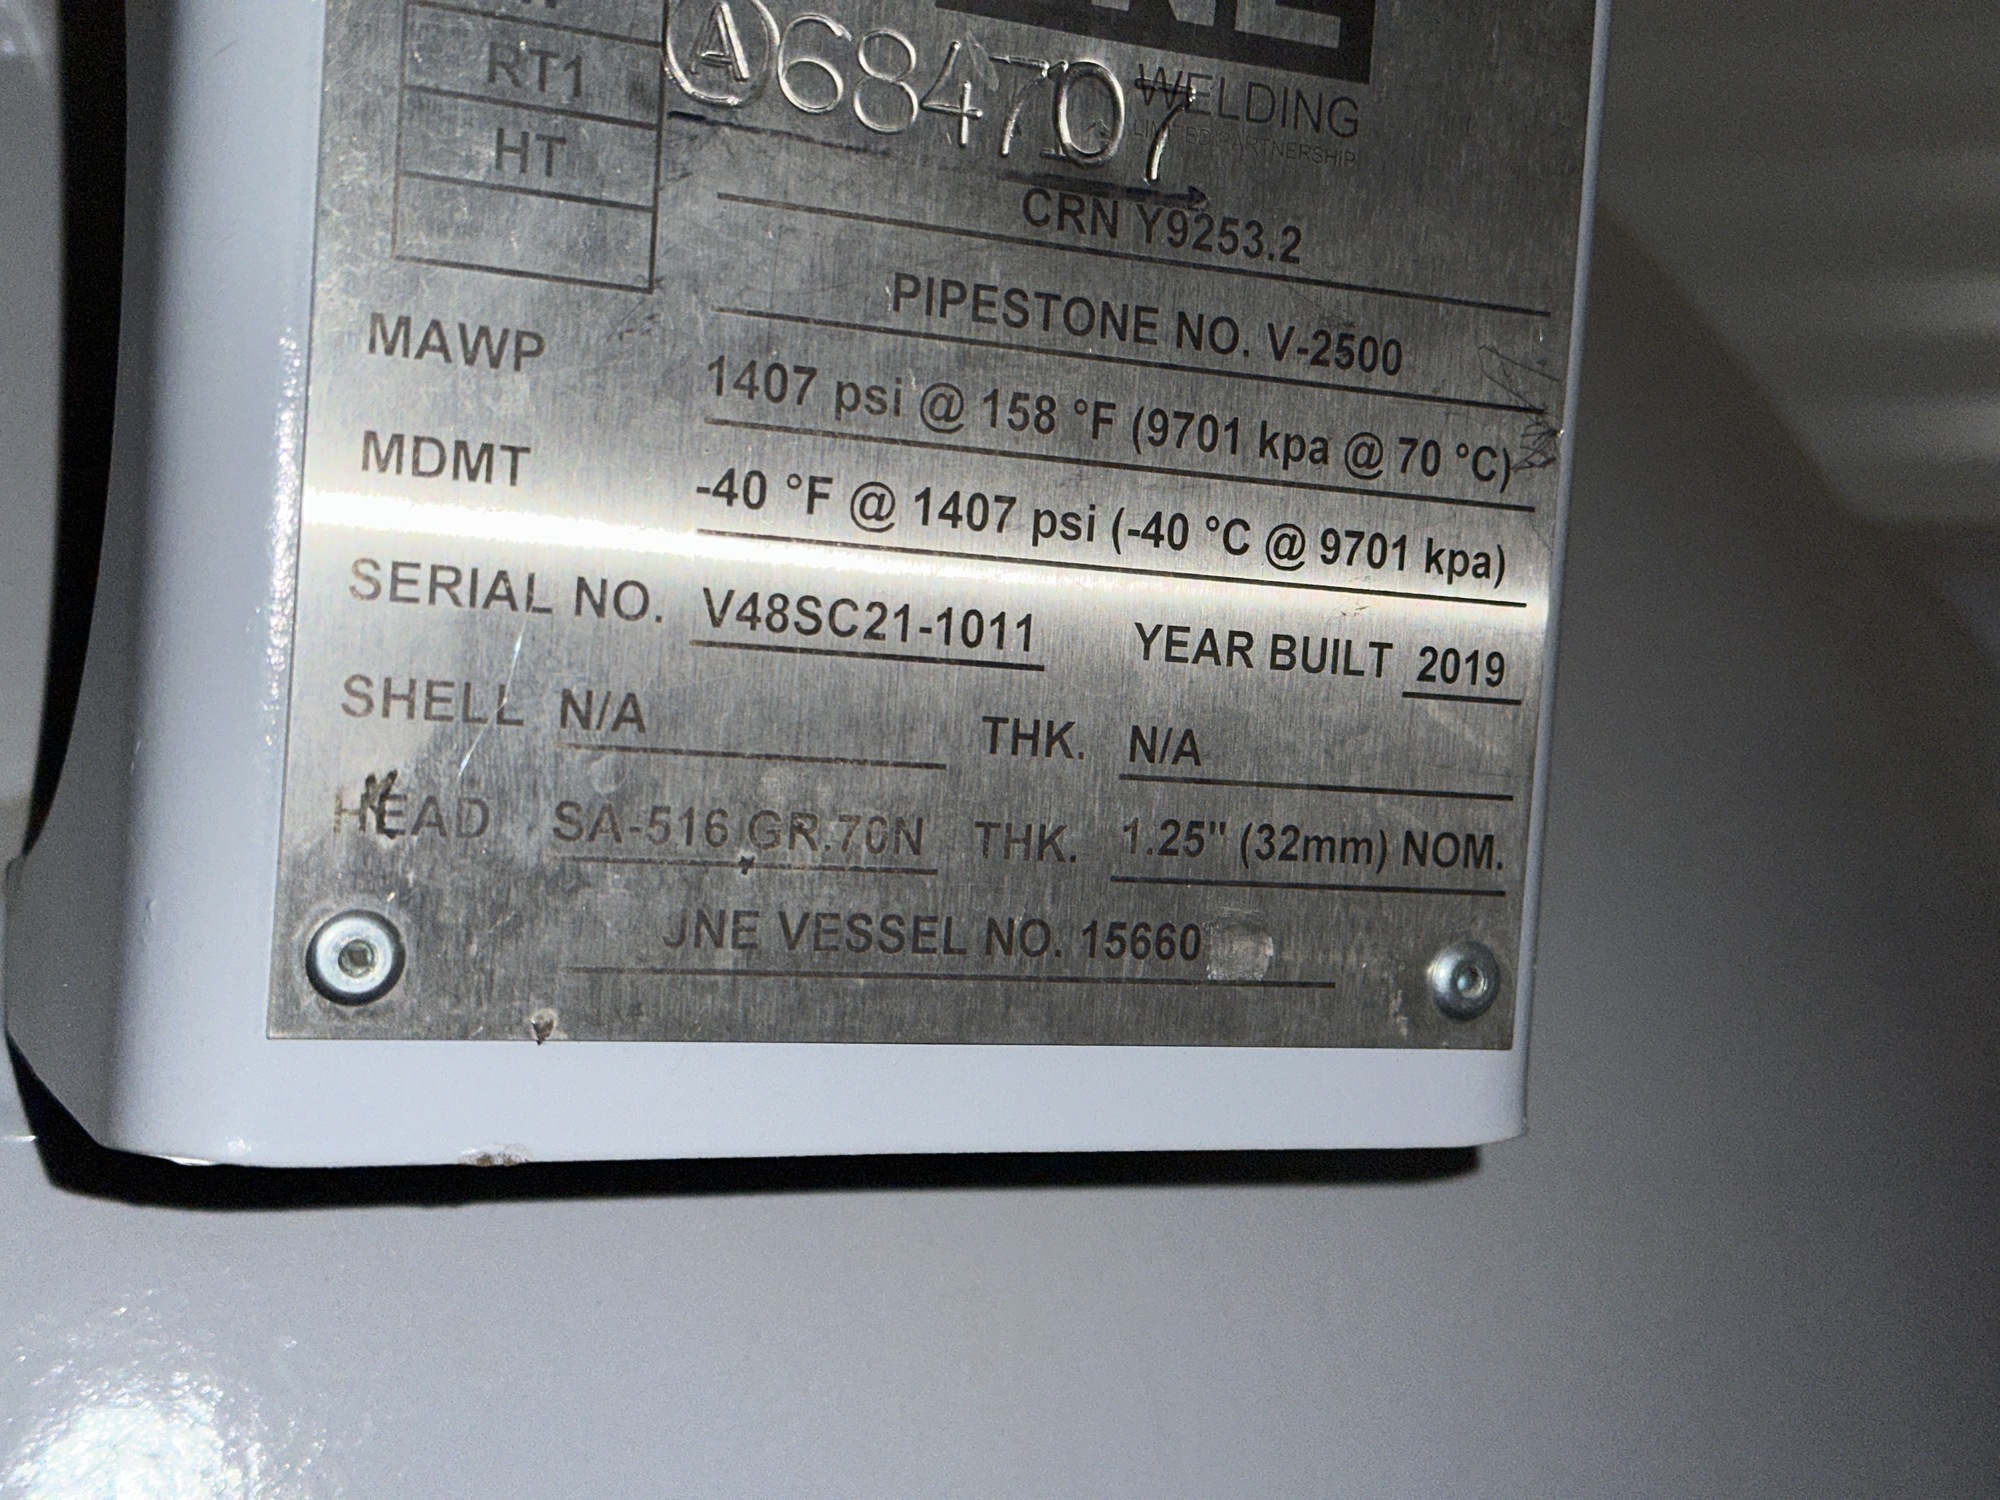 RT1
HT
A 684707
WELDING
LIMITED PARTNERSHIP
CRN Y9253.2
PIPESTONE NO. V-2500
MAWP 1407 psi @ 158 °F (9701 kpa @ 70 °C)
MDMT -40 °F @ 1407 psi (-40 °C @ 9701 kpa)
SERIAL NO. V48SC21-1011 YEAR BUILT 2019
SHELL N/A THK. N/A
HEAD SA-516 GR.70N THK. 1.25" (32mm) NOM.
JNE VESSEL NO. 15660